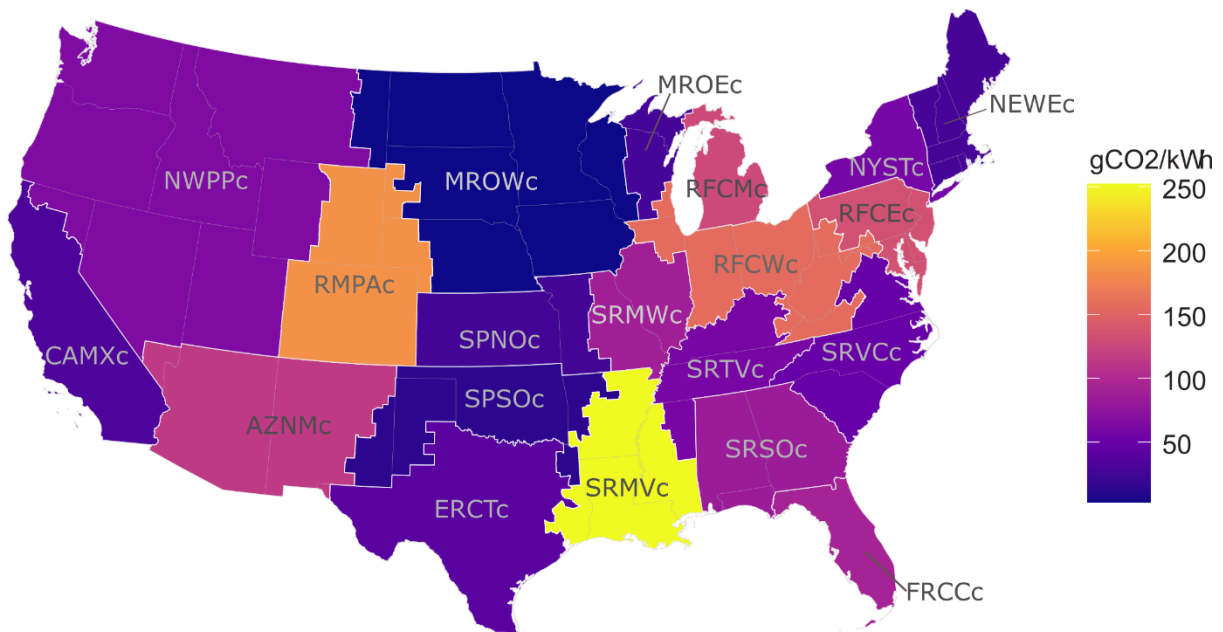 MROEc
NEWEc
gCO2/kWh
NWPPc
MROWc
RFCMc
NYSTc
250
RFCEc
200
RMPAc
RFCWc
SRMWc
150
CAMXc
SPNOc
SRTVc
SRVCc
100
AZNMc
SPSOc
SRSOc
50
ERCTc
SRMVc
FRCCc